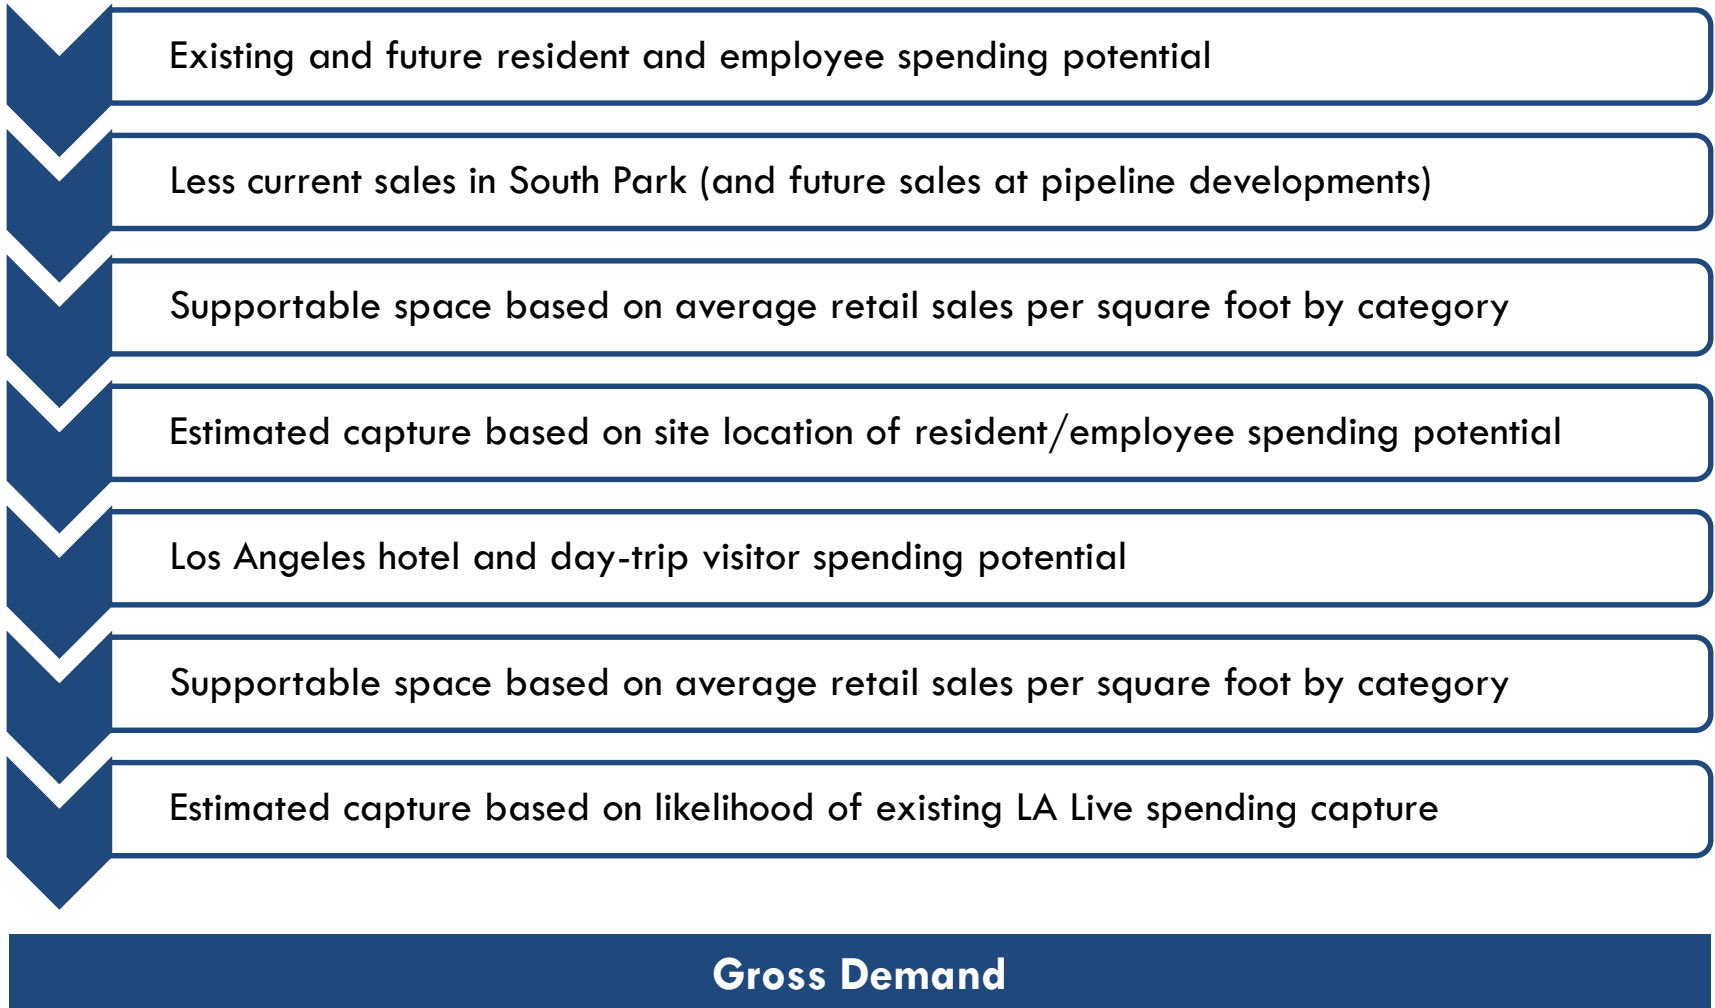 Existing and future resident and employee spending potential
Less current sales in South Park (and future sales at pipeline developments)
Supportable space based on average retail sales per square foot by category
Estimated capture based on site location of resident/employee spending potential
Los Angeles hotel and day-trip visitor spending potential
Supportable space based on average retail sales per square foot by category
Estimated capture based on likelihood of existing LA Live spending capture
Gross Demand